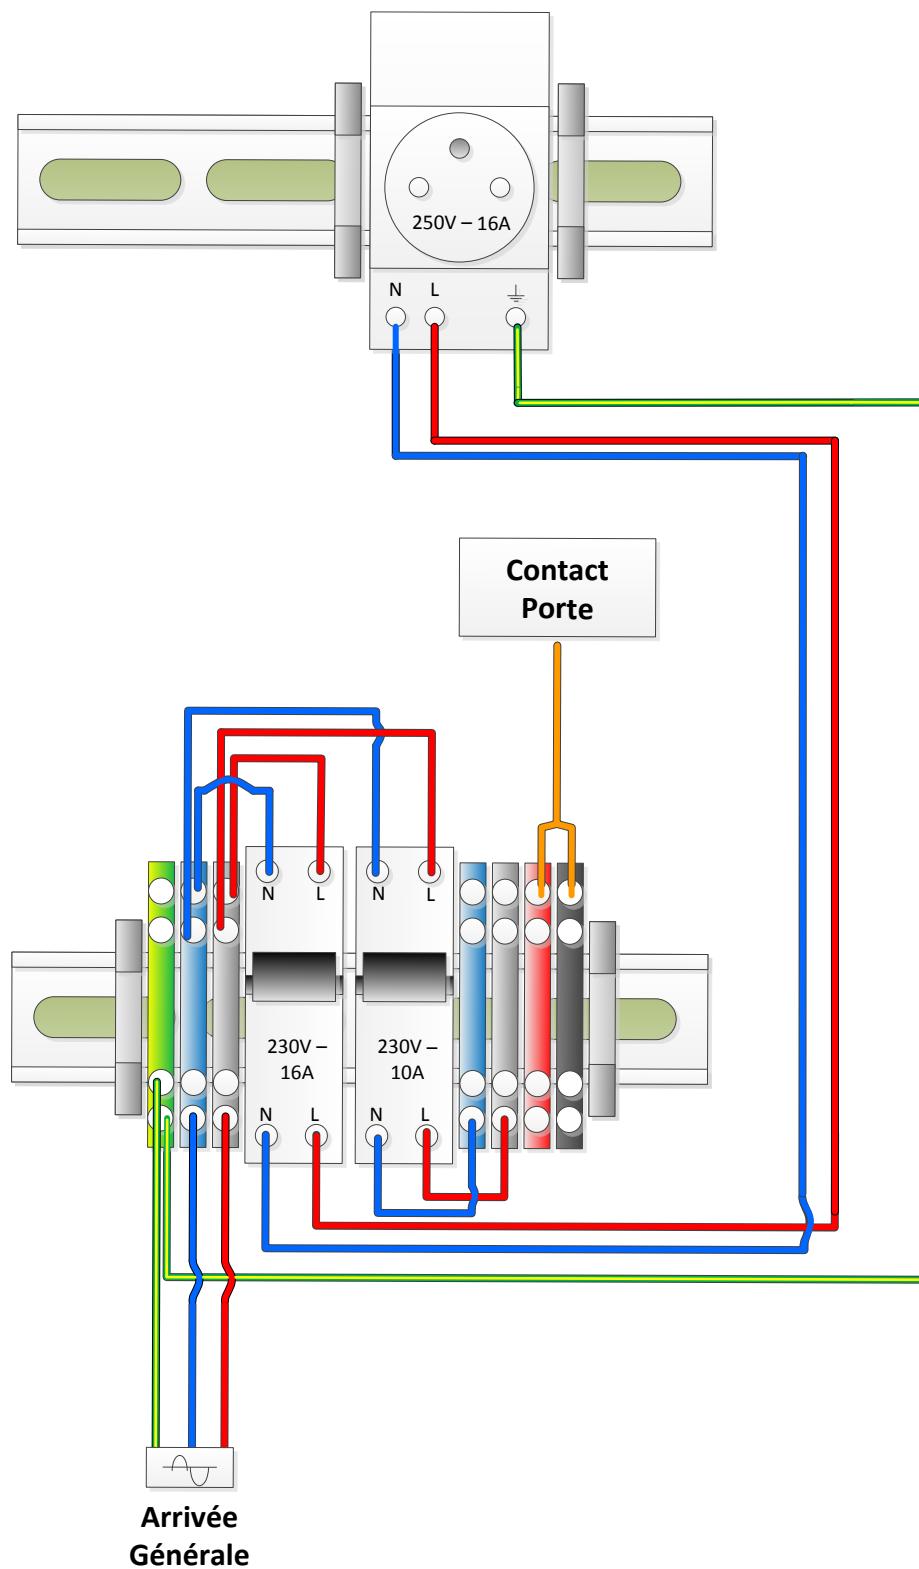 250V – 16A
N L
Contact
Porte
N L N L
230V –
16A
230V –
10A
N L N L
Arrivée
Générale